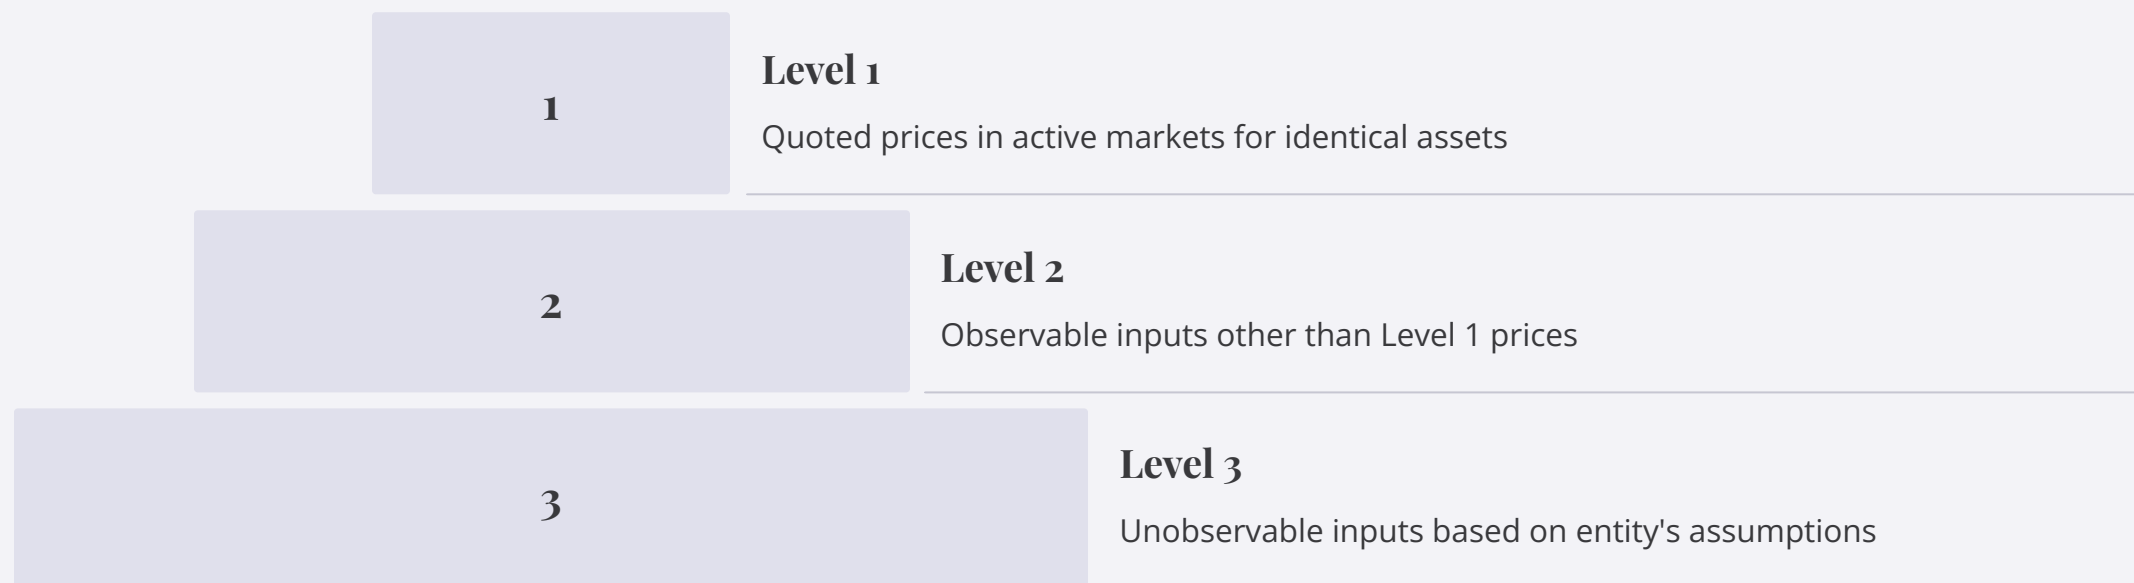 1
Level 1
Quoted prices in active markets for identical assets
2
Level 2
Observable inputs other than Level 1 prices
3
Level 3
Unobservable inputs based on entity's assumptions